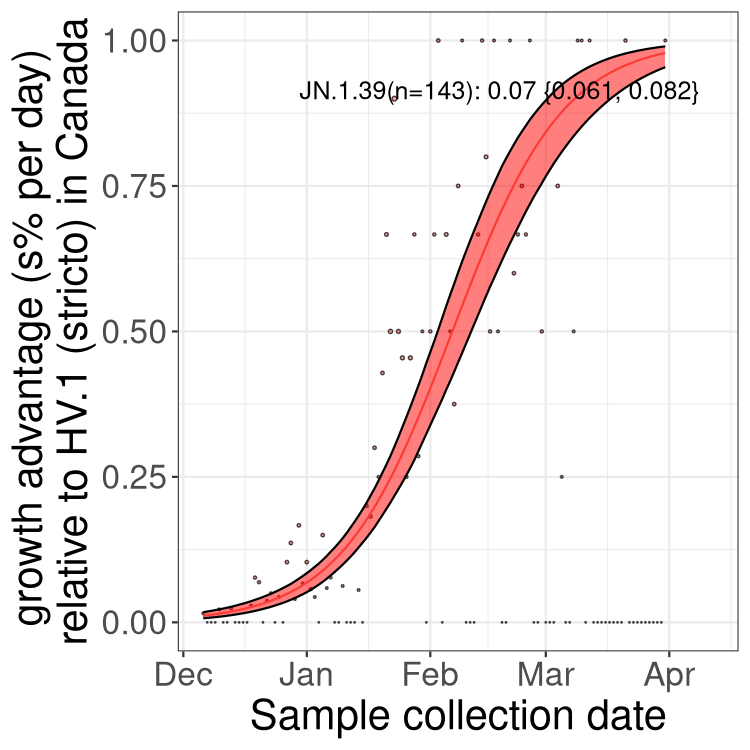 growth advantage (s% per day)
relative to HV.1 (stricto) in Canada
1.00
0.75
0.50
0.25
0.00
JN.1.39(n=143): 0.07 {0.061, 0.082}
Dec Jan Feb Mar Apr
Sample collection date